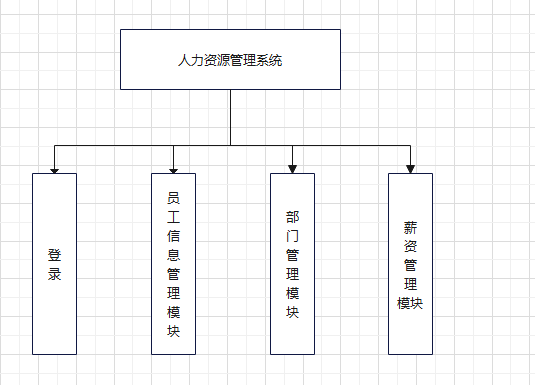 人力资源管理系统
登
录
员
工
信
息
管
理
模
块
部
门
管
理
模
块
薪
资
管
理
模块